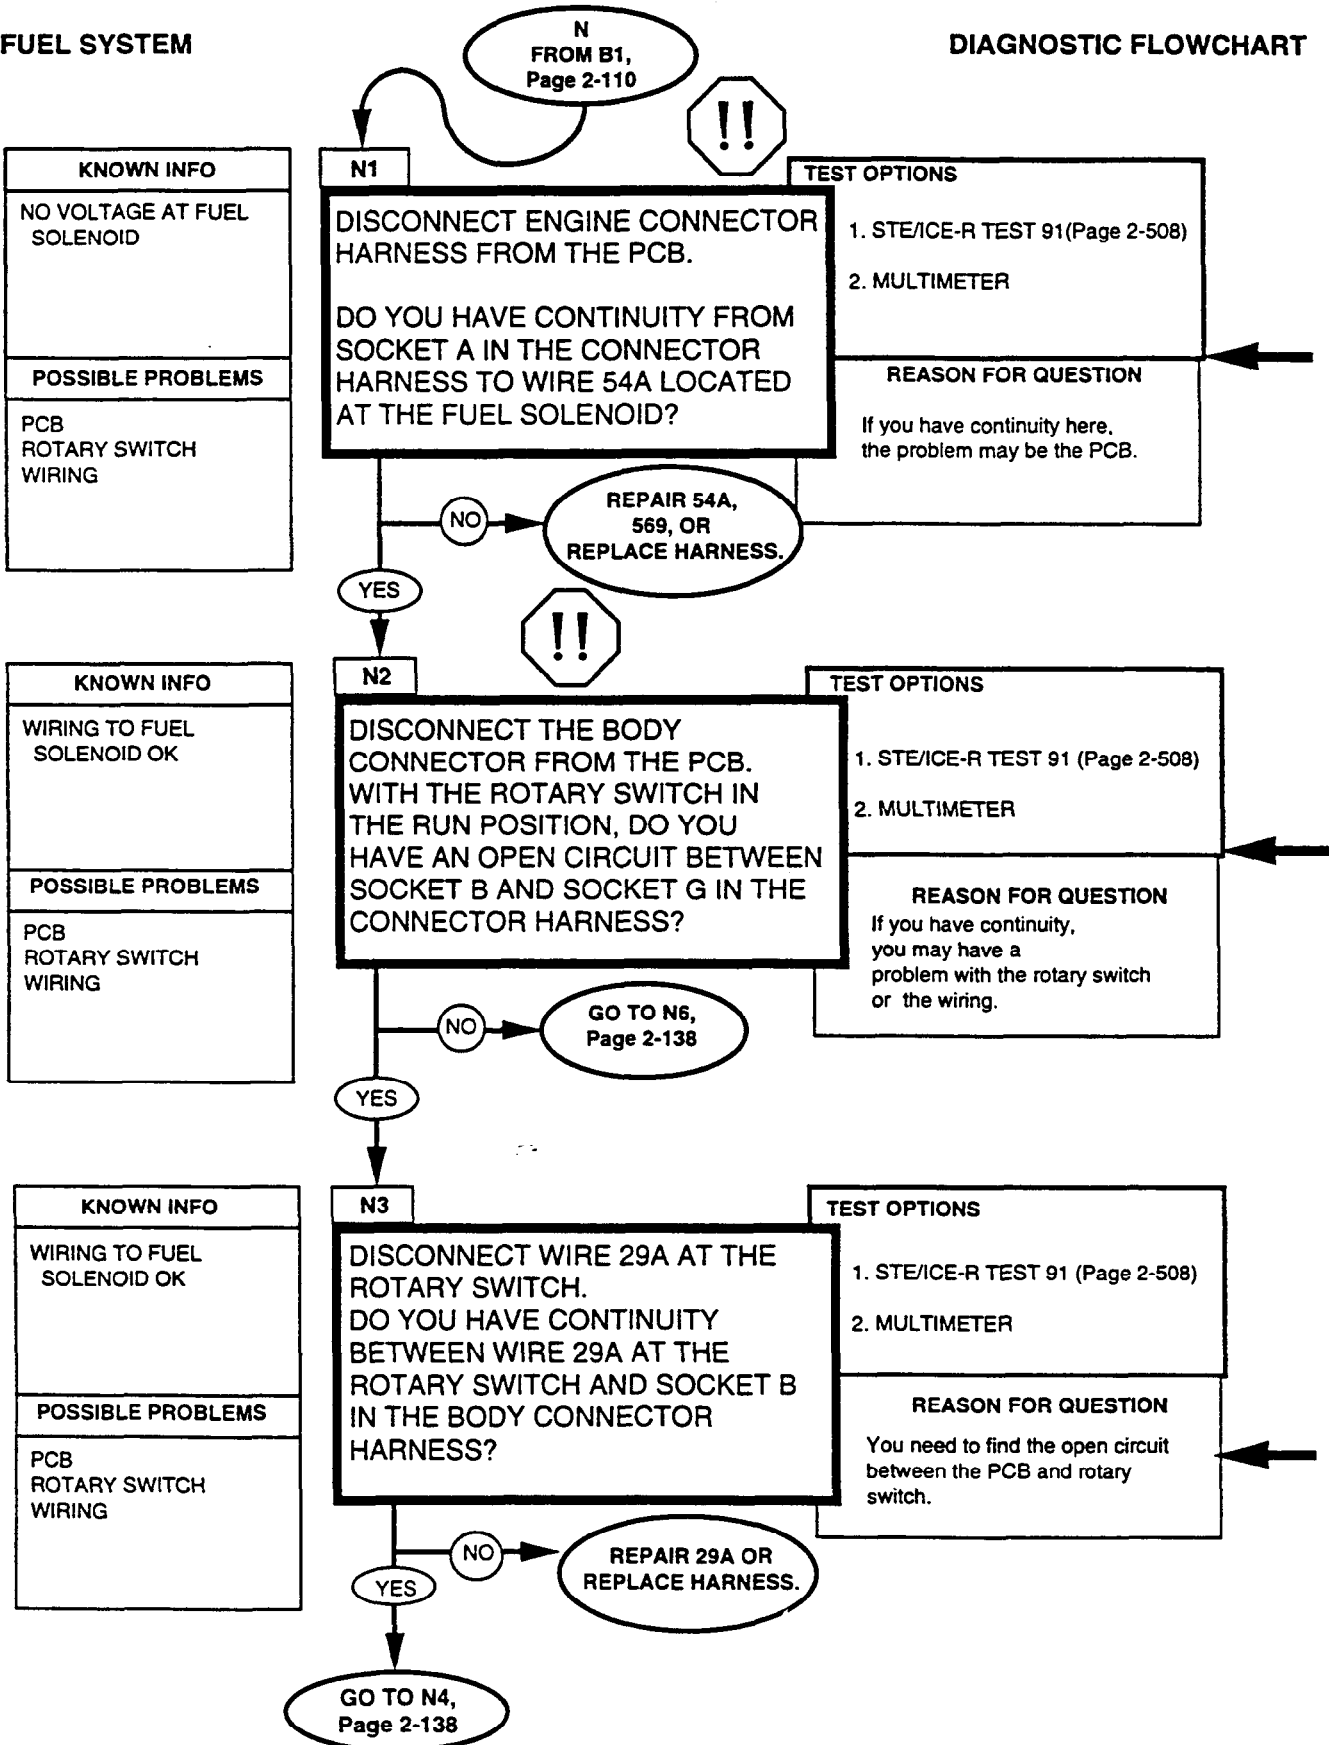 FUEL SYSTEM
DIAGNOSTIC FLOWCHART
N
FROM B1,
Page 2-110
!!
KNOWN INFO
NO VOLTAGE AT FUEL
SOLENOID
POSSIBLE PROBLEMS
PCB
ROTARY SWITCH
WIRING
N1
DISCONNECT ENGINE CONNECTOR
HARNESS FROM THE PCB.
DO YOU HAVE CONTINUITY FROM
SOCKET A IN THE CONNECTOR
HARNESS TO WIRE 54A LOCATED
AT THE FUEL SOLENOID?
TEST OPTIONS
1. STE/ICE-R TEST 91(Page 2-508)
2. MULTIMETER
REASON FOR QUESTION
If you have continuity here,
the problem may be the PCB.
NO
REPAIR 54A,
569, OR
REPLACE HARNESS.
YES
!!
KNOWN INFO
WIRING TO FUEL
SOLENOID OK
POSSIBLE PROBLEMS
PCB
ROTARY SWITCH
WIRING
N2
DISCONNECT THE BODY
CONNECTOR FROM THE PCB.
WITH THE ROTARY SWITCH IN
THE RUN POSITION, DO YOU
HAVE AN OPEN CIRCUIT BETWEEN
SOCKET B AND SOCKET G IN THE
CONNECTOR HARNESS?
TEST OPTIONS
1. STE/ICE-R TEST 91 (Page 2-508)
2. MULTIMETER
REASON FOR QUESTION
If you have continuity,
you may have a
problem with the rotary switch
or the wiring.
NO
GO TO N6,
Page 2-138
YES
KNOWN INFO
WIRING TO FUEL
SOLENOID OK
POSSIBLE PROBLEMS
PCB
ROTARY SWITCH
WIRING
N3
DISCONNECT WIRE 29A AT THE
ROTARY SWITCH.
DO YOU HAVE CONTINUITY
BETWEEN WIRE 29A AT THE
ROTARY SWITCH AND SOCKET B
IN THE BODY CONNECTOR
HARNESS?
TEST OPTIONS
1. STE/ICE-R TEST 91 (Page 2-508)
2. MULTIMETER
REASON FOR QUESTION
You need to find the open circuit
between the PCB and rotary
switch.
NO
REPAIR 29A OR
REPLACE HARNESS.
YES
GO TO N4,
Page 2-138